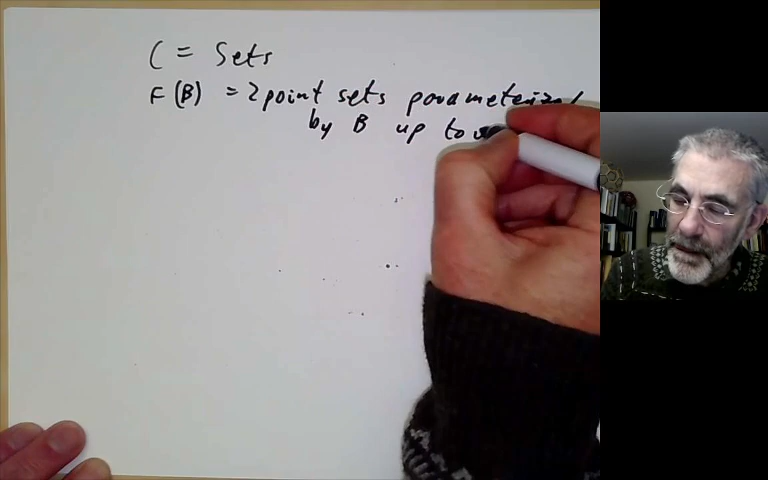 C = Sets
F(B) = 2 point sets parameterized
by B up to